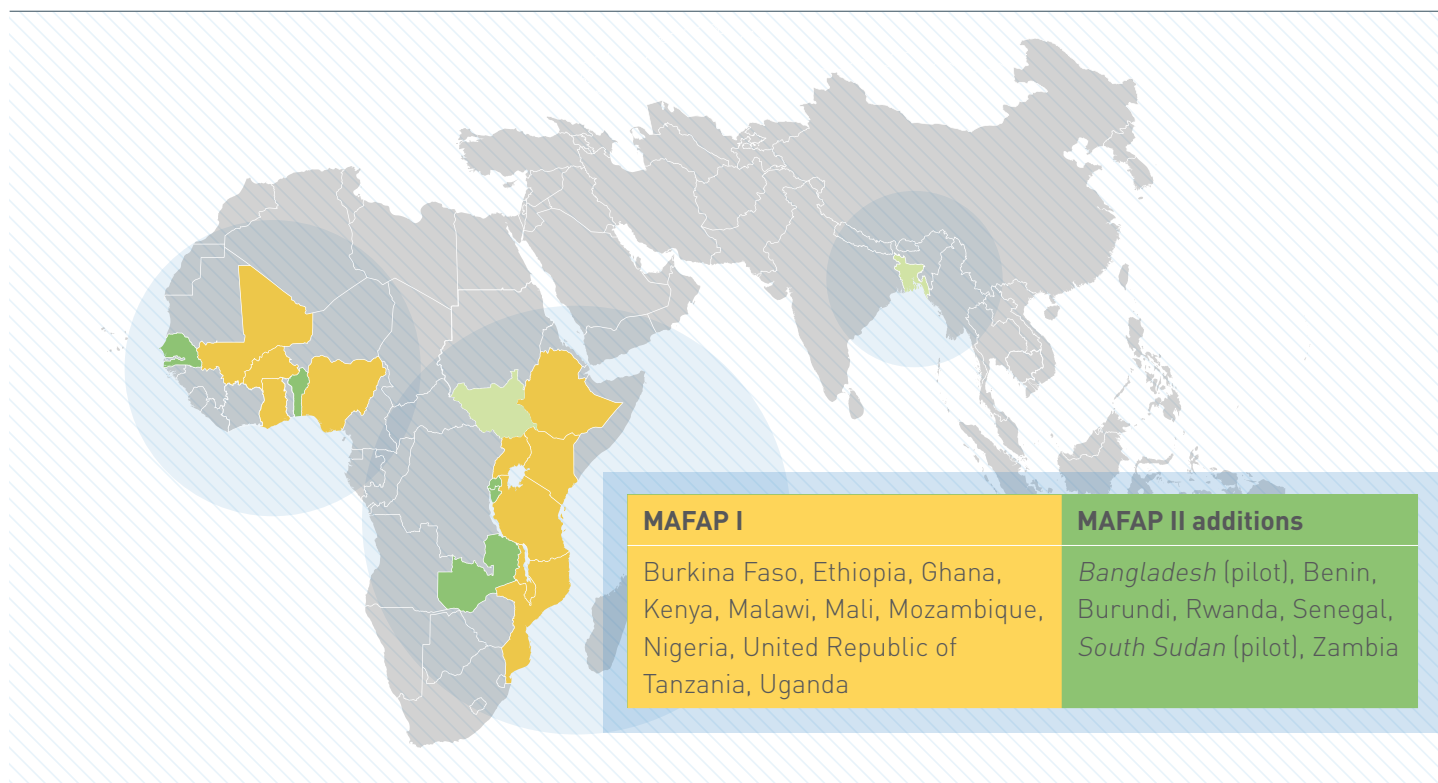 MAFAP I
Burkina Faso, Ethiopia, Ghana,
Kenya, Malawi, Mali, Mozambique,
Nigeria, United Republic of
Tanzania, Uganda
MAFAP II additions
Bangladesh (pilot), Benin,
Burundi, Rwanda, Senegal,
South Sudan (pilot), Zambia